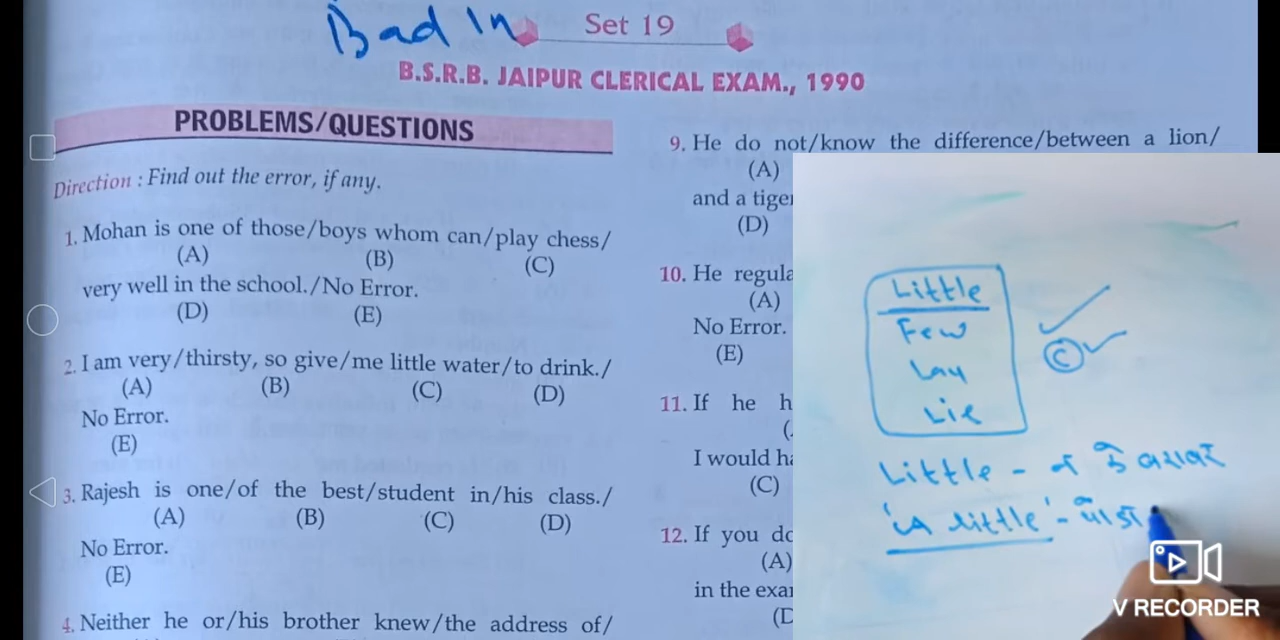 Bad In
Set 19
B.S.R.B. JAIPUR CLERICAL EXAM., 1990
PROBLEMS/QUESTIONS
Direction : Find out the error, if any.
1. Mohan is one of those/boys whom can/play chess/
(A) (B) (C)
very well in the school./No Error.
(D) (E)
2. I am very/thirsty, so give/me little water/to drink./
(A) (B) (C) (D)
No Error.
(E)
3. Rajesh is one/of the best/student in/his class./
(A) (B) (C) (D)
No Error.
(E)
4. Neither he or/his brother knew/the address of/
9. He do not/know the difference/between a lion/
(A)
and a tiger
(D)
10. He regula
(A)
No Error.
(E)
11. If he h
(
I would ha
(C)
12. If you do
(A)
in the exam
(D
Little
Few
Lay
Lie
C
Little - न के बराबर
'A little' -
V RECORDER